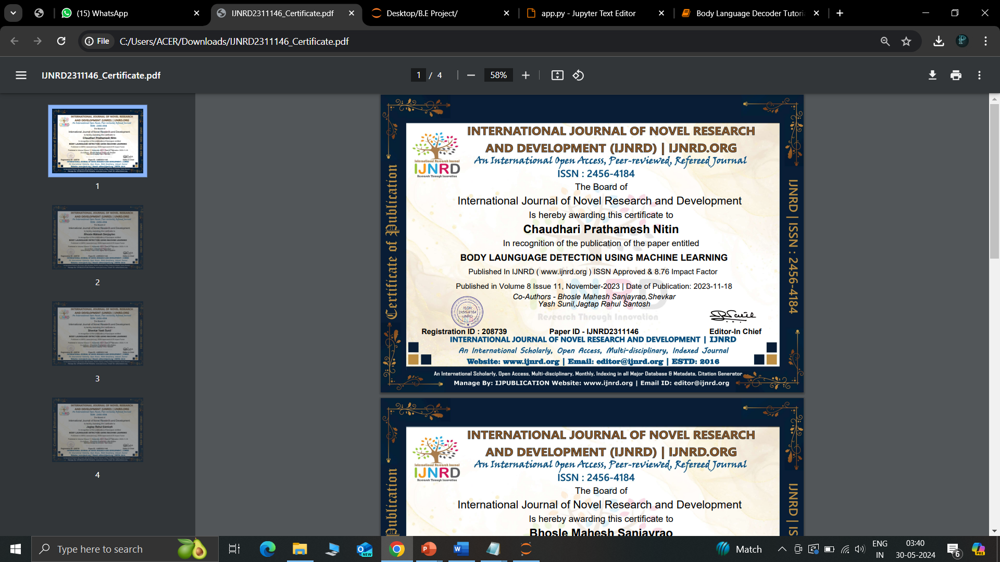 (15) WhatsApp
IJNRD2311146_Certificate.pdf
Desktop/B.E Project/
app.py - Jupyter Text Editor
Body Language Decoder Tutori
File
C:/Users/ACER/Downloads/IJNRD2311146_Certificate.pdf
IJNRD2311146_Certificate.pdf
1 / 4
58%
1
2
3
4
INTERNATIONAL JOURNAL OF NOVEL RESEARCH
AND DEVELOPMENT (IJNRD) | IJNRD.ORG
An International Open Access, Peer-reviewed, Refereed Journal
ISSN : 2456-4184
International Research Journal
IJNRD
Research Through Innovation
The Board of
International Journal of Novel Research and Development
Is hereby awarding this certificate to
Chaudhari Prathamesh Nitin
In recognition of the publication of the paper entitled
BODY LAUNGUAGE DETECTION USING MACHINE LEARNING
Published In IJNRD ( www.ijnrd.org ) ISSN Approved & 8.76 Impact Factor
Published in Volume 8 Issue 11, November-2023 | Date of Publication: 2023-11-18
Co-Authors - Bhosle Mahesh Sanjayrao,Shevkar
Yash Sunil,Jagtap Rahul Santosh
Research Through Innovation
ISSN
2456-4184
IJNRD
Registration ID : 208739
Paper ID - IJNRD2311146
Editor-In Chief
INTERNATIONAL JOURNAL OF NOVEL RESEARCH AND DEVELOPMENT | IJNRD
An International Scholarly, Open Access, Multi-disciplinary, Indexed Journal
Website: www.ijnrd.org | Email: editor@ijnrd.org | ESTD: 2016
An International Scholarly, Open Access, Multi-disciplinary, Monthly, Indexing in all Major Database & Metadata, Citation Generator
Manage By: IJPUBLICATION Website: www.ijnrd.org | Email ID: editor@ijnrd.org
Certificate of Publication
IJNRD | ISSN : 2456-4184
INTERNATIONAL JOURNAL OF NOVEL RESEARCH
AND DEVELOPMENT (IJNRD) | IJNRD.ORG
An International Open Access, Peer-reviewed, Refereed Journal
ISSN : 2456-4184
International Research Journal
IJNRD
Research Through Innovation
The Board of
International Journal of Novel Research and Development
Is hereby awarding this certificate to
Bhosle Mahesh Sanjayrao
Publication
IJNRD | IS
Type here to search
Match
ENG
IN
03:40
30-05-2024
6